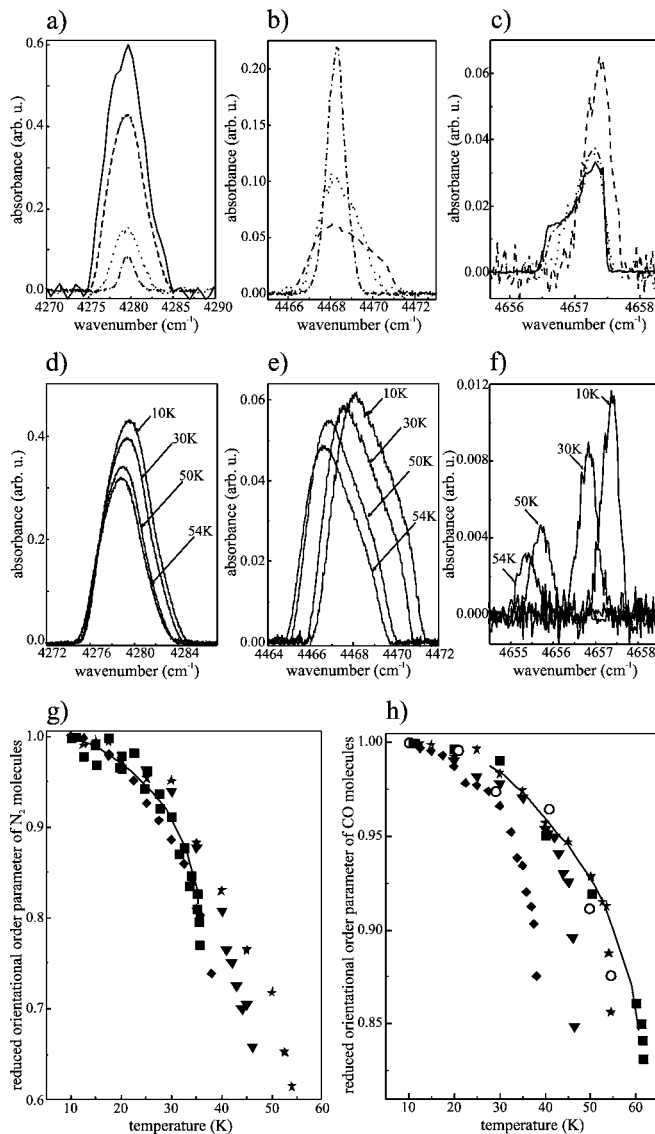 a)
b)
c)
0.6
0.4
0.2
0.0
absorbance (arb. u.)
4270
4275
4280
4285
4290
wavenumber (cm-1)
0.20
0.15
0.10
0.05
0.00
absorbance (arb. u.)
4466
4468
4470
4472
wavenumber (cm-1)
0.06
0.04
0.02
0.00
absorbance (arb. u.)
4656
4657
4658
wavenumber (cm-1)
d)
e)
f)
0.4
0.2
0.0
absorbance (arb. u.)
10K
30K
50K
54K
4272
4276
4280
4284
wavenumber (cm-1)
0.06
0.04
0.02
0.00
absorbance (arb. u.)
10K
30K
50K
54K
4464
4466
4468
4470
4472
wavenumber (cm-1)
0.012
0.008
0.004
0.000
absorbance (arb. u.)
10K
30K
50K
54K
4655
4656
4657
4658
wavenumber (cm-1)
g)
h)
1.0
0.9
0.8
0.7
0.6
reduced orientational order parameter of N2 molecules
10
20
30
40
50
60
temperature (K)
1.00
0.95
0.90
0.85
reduced orientational order parameter of CO molecules
10
20
30
40
50
60
temperature (K)